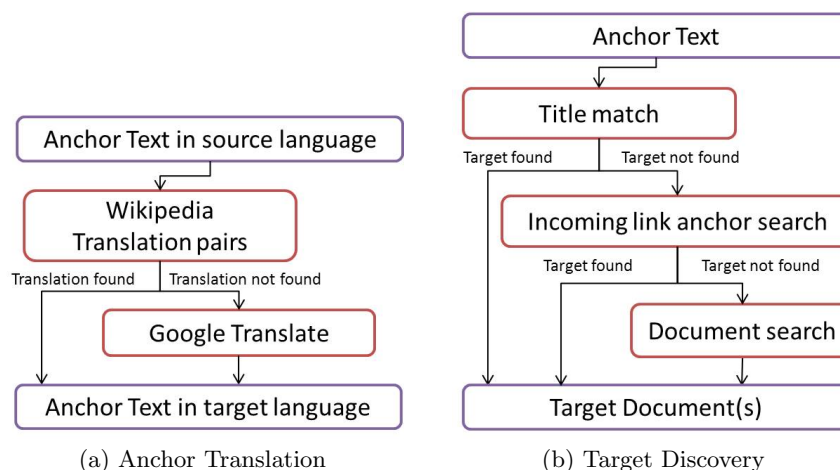 Anchor Text in source language
Wikipedia
Translation pairs
Translation found
Translation not found
Google Translate
Anchor Text in target language
(a) Anchor Translation
Anchor Text
Title match
Target found
Target not found
Incoming link anchor search
Target found
Target not found
Document search
Target Document(s)
(b) Target Discovery